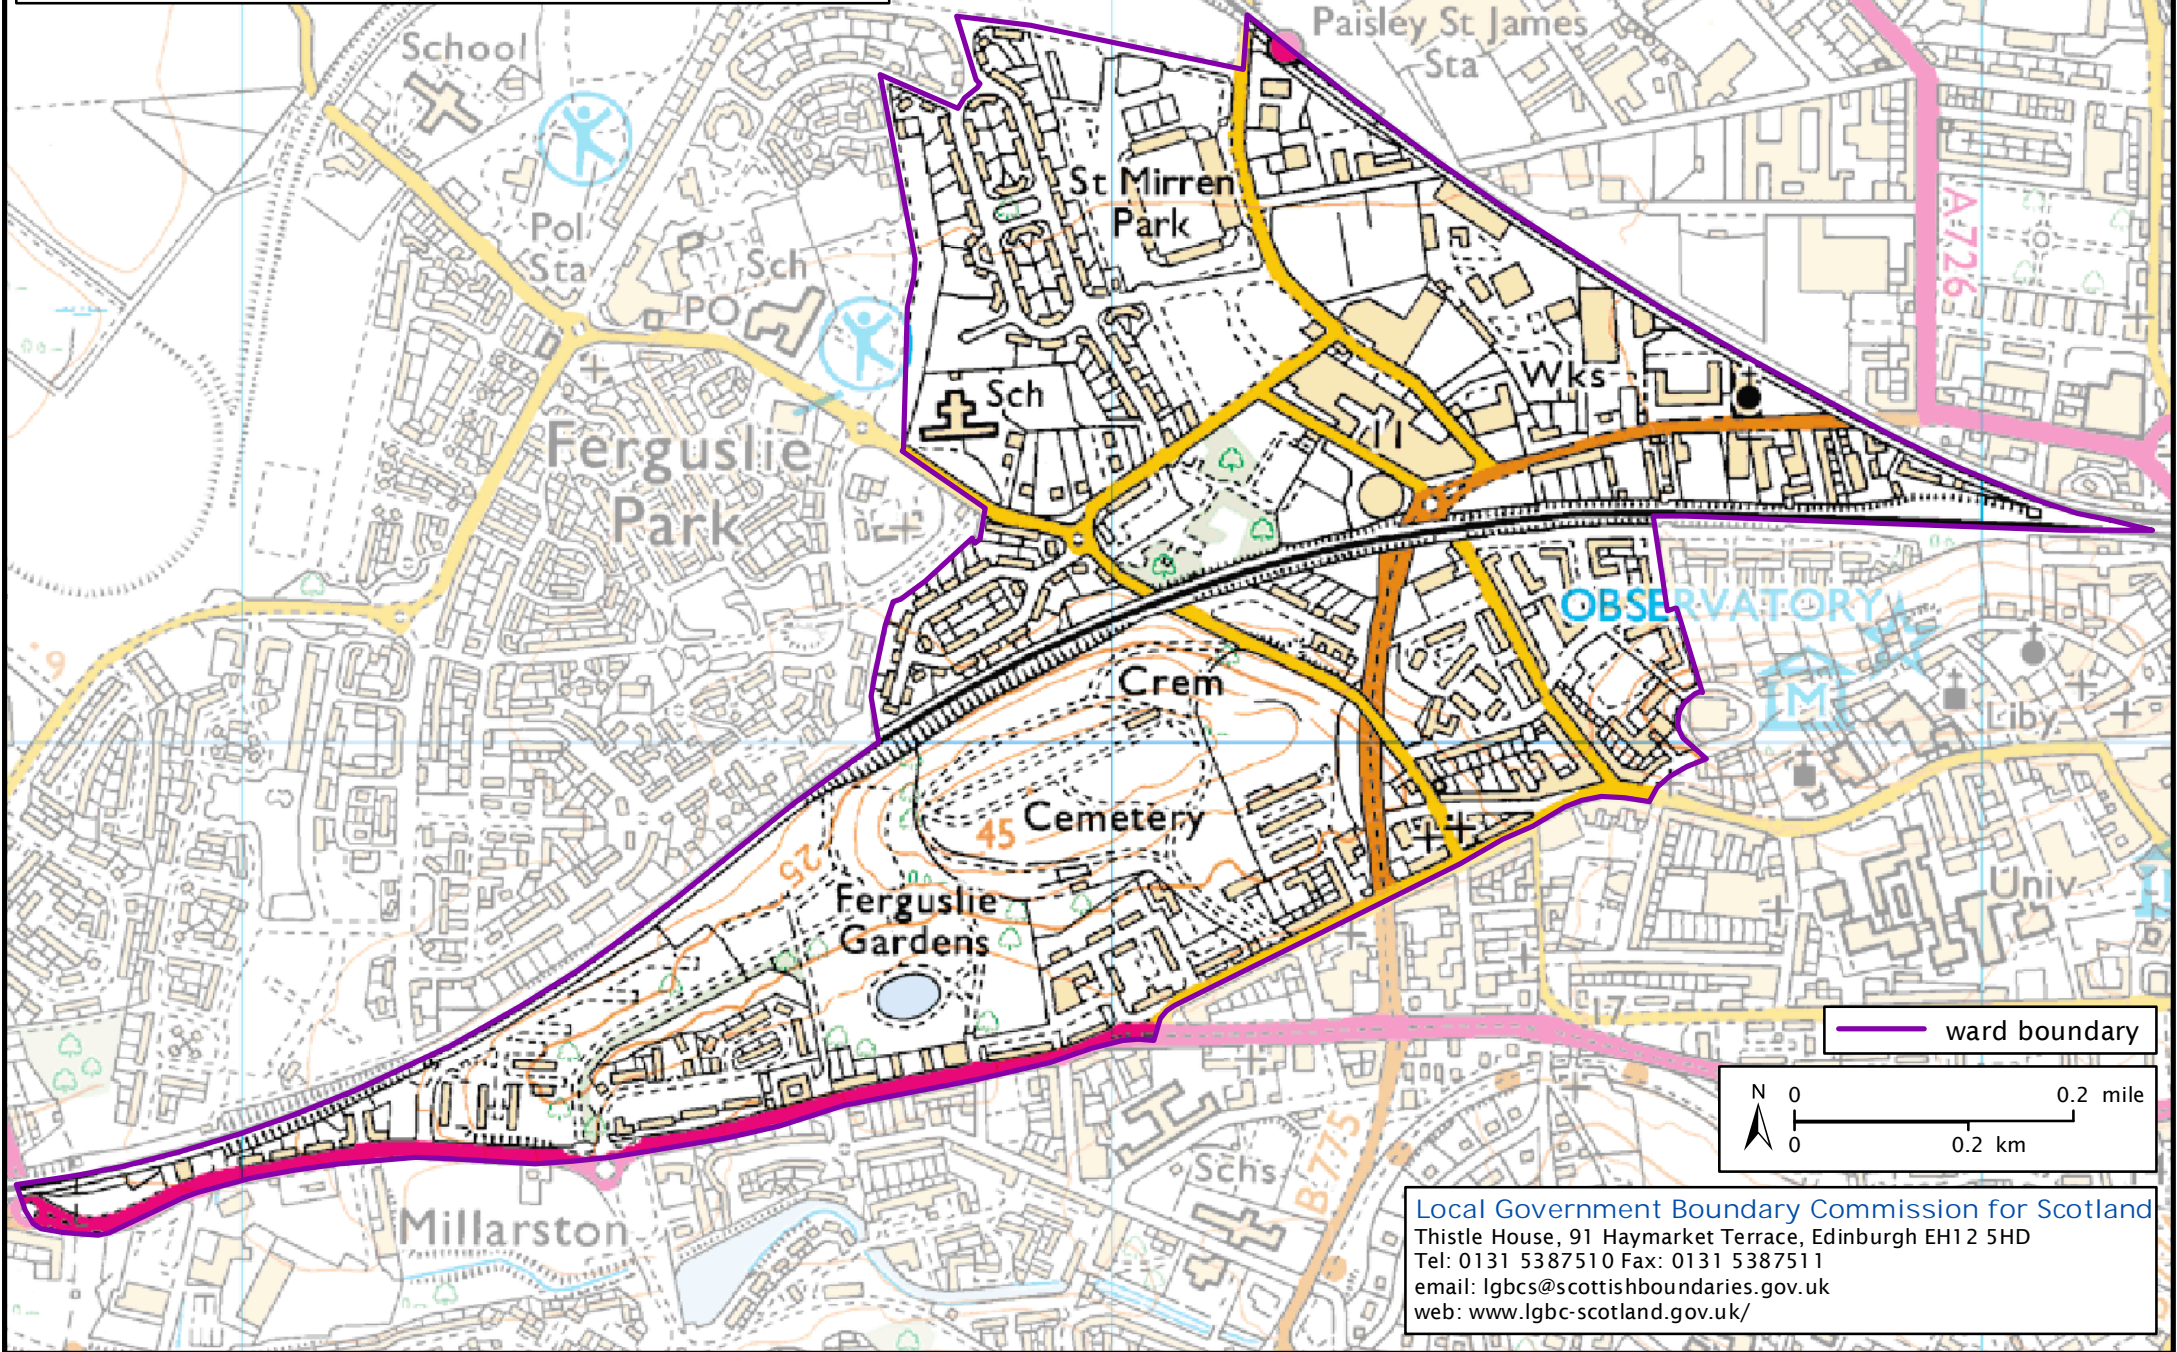 School
Paisley St James
Sta
St Mirren
Park
A726
Pol
Sta
Sch
PO
Sch
Wks
11
Ferguslie
Park
OBSERVATORY
9
M
Liby
Crem
45
Cemetery
25
Ferguslie
Gardens
Univ
17
ward boundary
N
0
0.2 mile
0
0.2 km
B775
Schs
Millarston
Local Government Boundary Commission for Scotland
Thistle House, 91 Haymarket Terrace, Edinburgh EH12 5HD
Tel: 0131 5387510 Fax: 0131 5387511
email: lgbcs@scottishboundaries.gov.uk
web: www.lgbc-scotland.gov.uk/